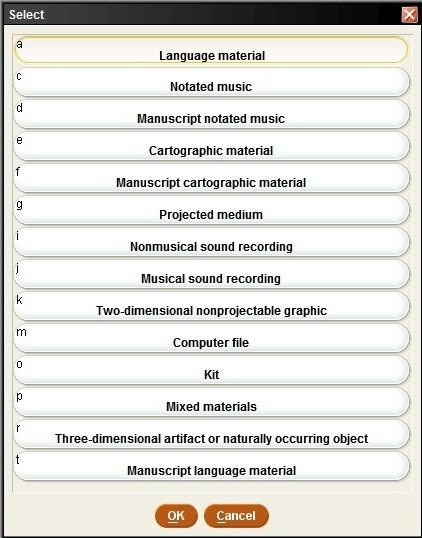 Select
a
Language material
c
Notated music
d
Manuscript notated music
e
Cartographic material
f
Manuscript cartographic material
g
Projected medium
i
Nonmusical sound recording
j
Musical sound recording
k
Two-dimensional nonprojectable graphic
m
Computer file
o
Kit
p
Mixed materials
r
Three-dimensional artifact or naturally occurring object
t
Manuscript language material
OK Cancel